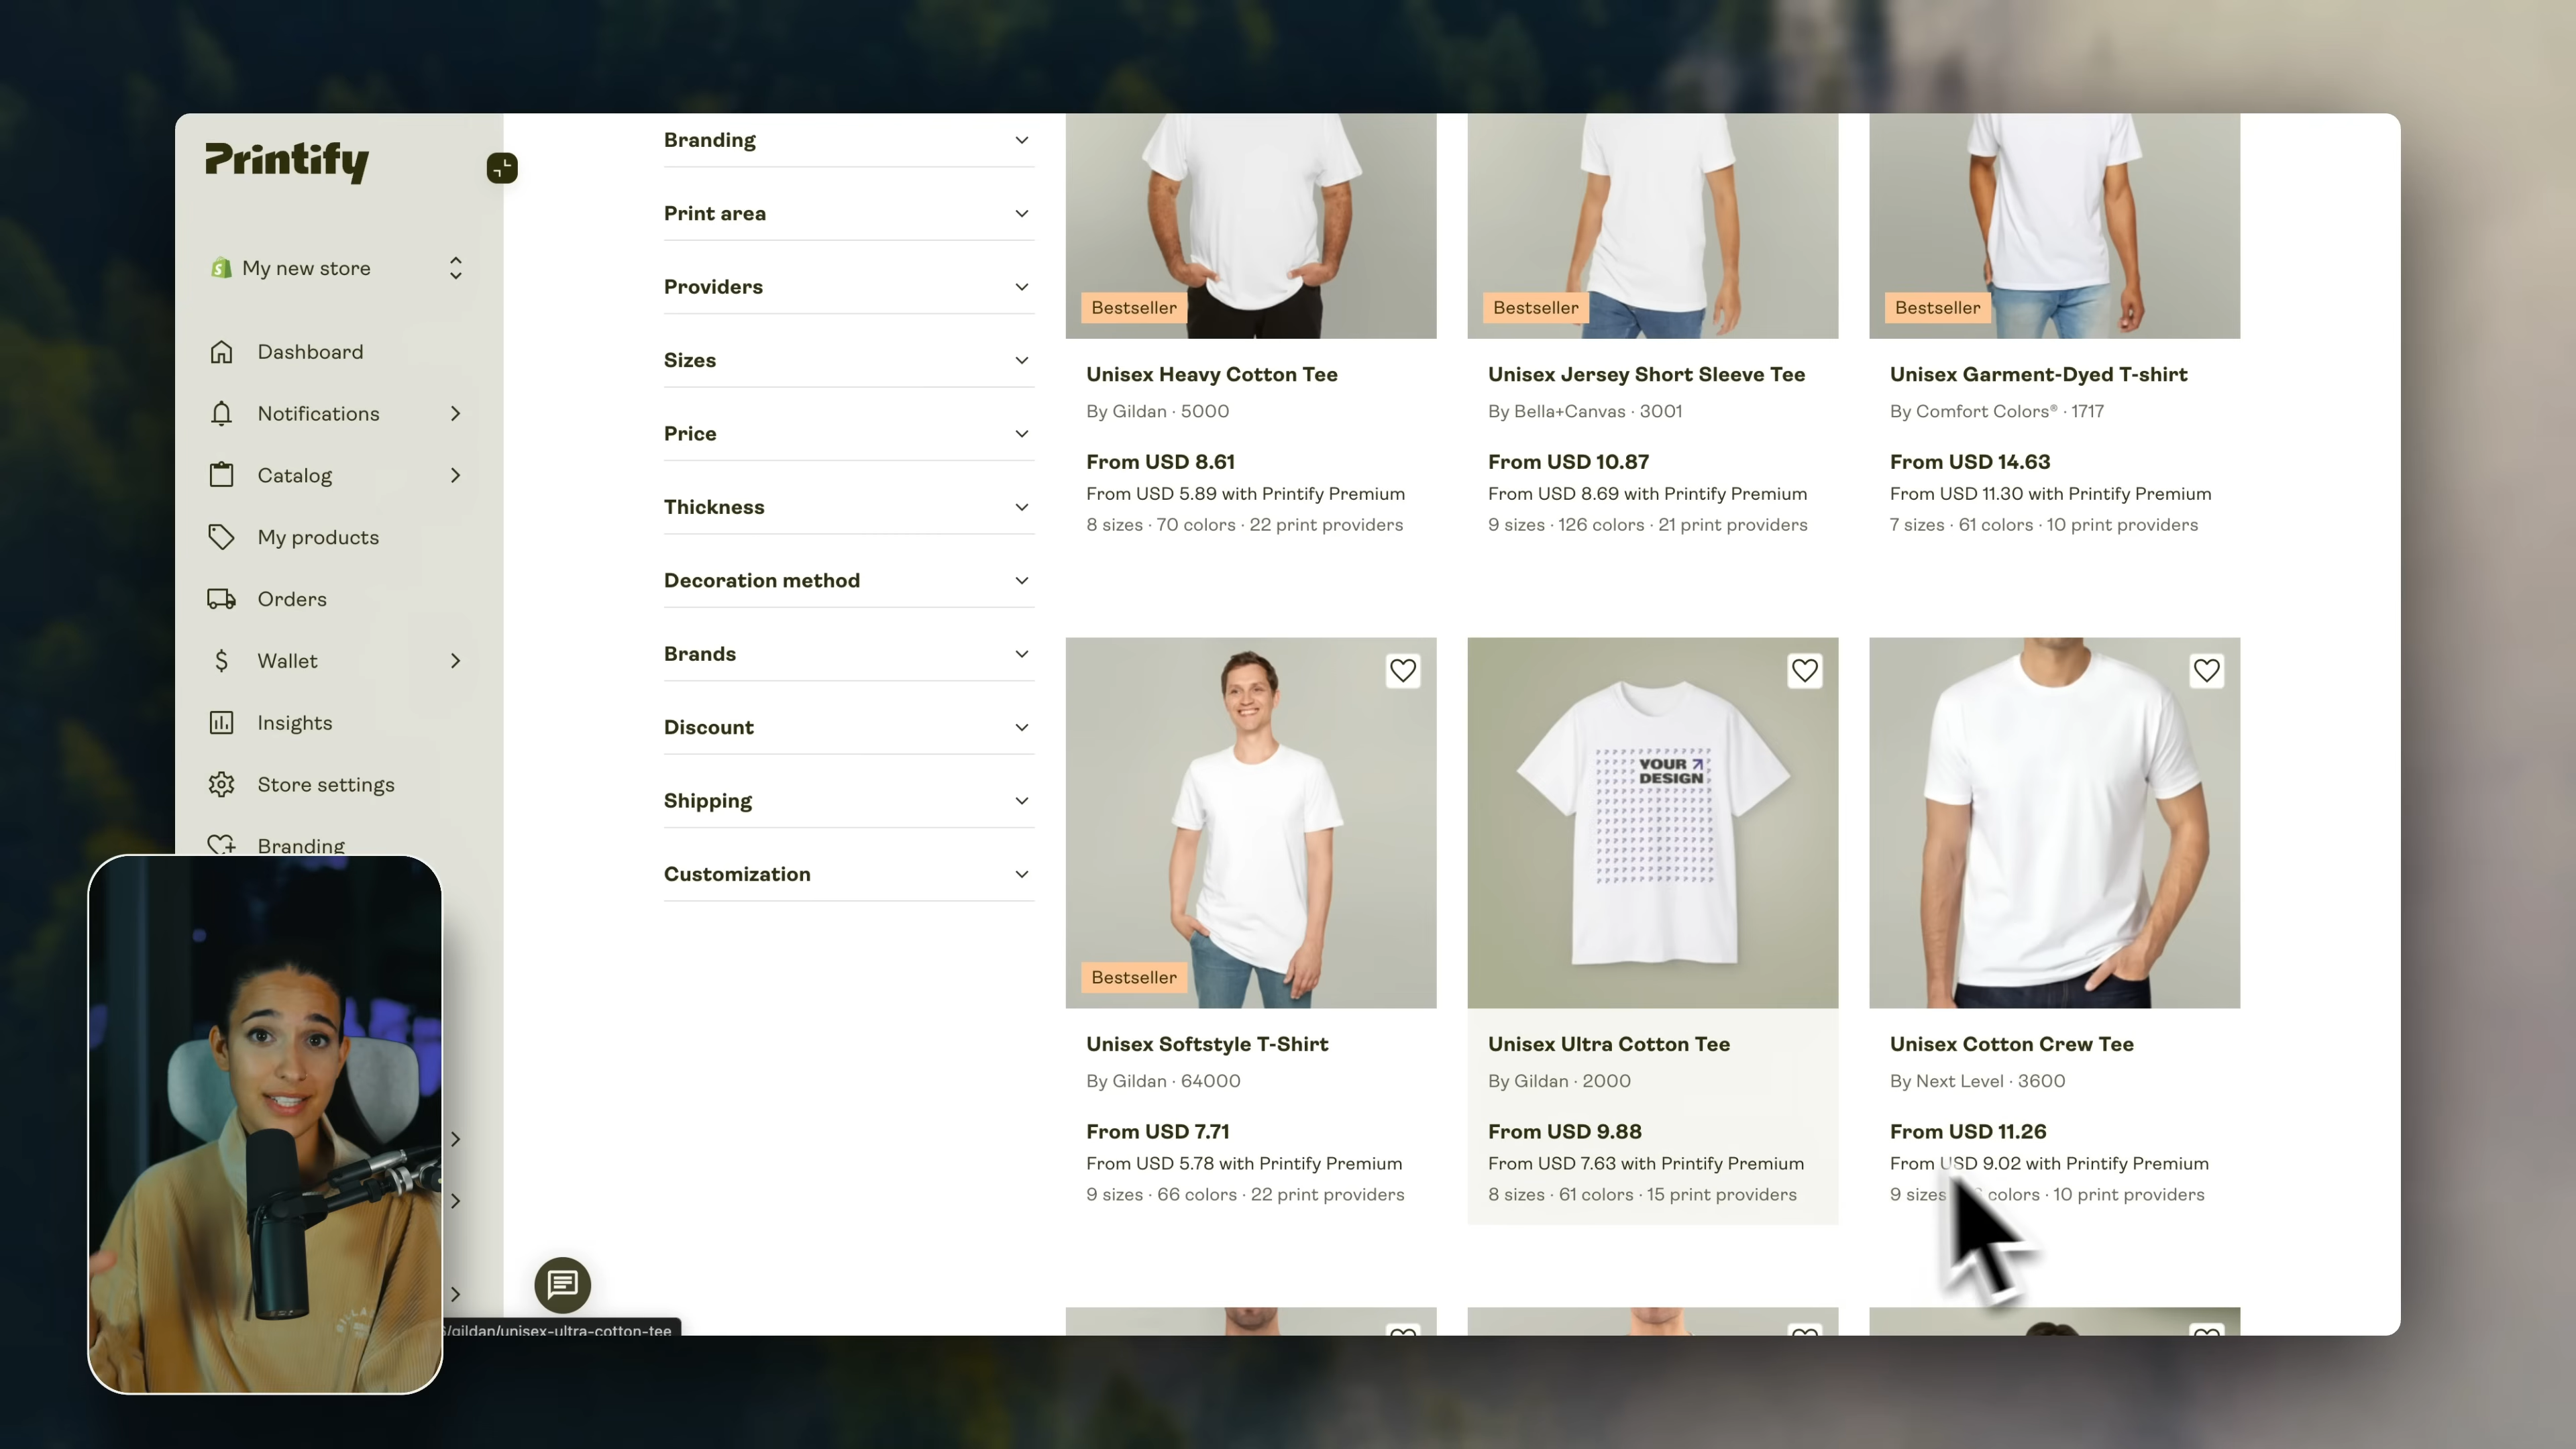 Printify
My new store
Dashboard
Notifications
Catalog
My products
Orders
Wallet
Insights
Store settings
Branding
Branding
Print area
Providers
Sizes
Price
Thickness
Decoration method
Brands
Discount
Shipping
Customization
Bestseller
Unisex Heavy Cotton Tee
By Gildan · 5000
From USD 8.61
From USD 5.89 with Printify Premium
8 sizes · 70 colors · 22 print providers
Bestseller
Unisex Jersey Short Sleeve Tee
By Bella+Canvas · 3001
From USD 10.87
From USD 8.69 with Printify Premium
9 sizes · 126 colors · 21 print providers
Bestseller
Unisex Garment-Dyed T-shirt
By Comfort Colors® · 1717
From USD 14.63
From USD 11.30 with Printify Premium
7 sizes · 61 colors · 10 print providers
Bestseller
Unisex Softstyle T-Shirt
By Gildan · 64000
From USD 7.71
From USD 5.78 with Printify Premium
9 sizes · 66 colors · 22 print providers
YOUR
DESIGN
Unisex Ultra Cotton Tee
By Gildan · 2000
From USD 9.88
From USD 7.63 with Printify Premium
8 sizes · 61 colors · 15 print providers
Unisex Cotton Crew Tee
By Next Level · 3600
From USD 11.26
From USD 9.02 with Printify Premium
9 sizes colors · 10 print providers
/gildan/unisex-ultra-cotton-tee